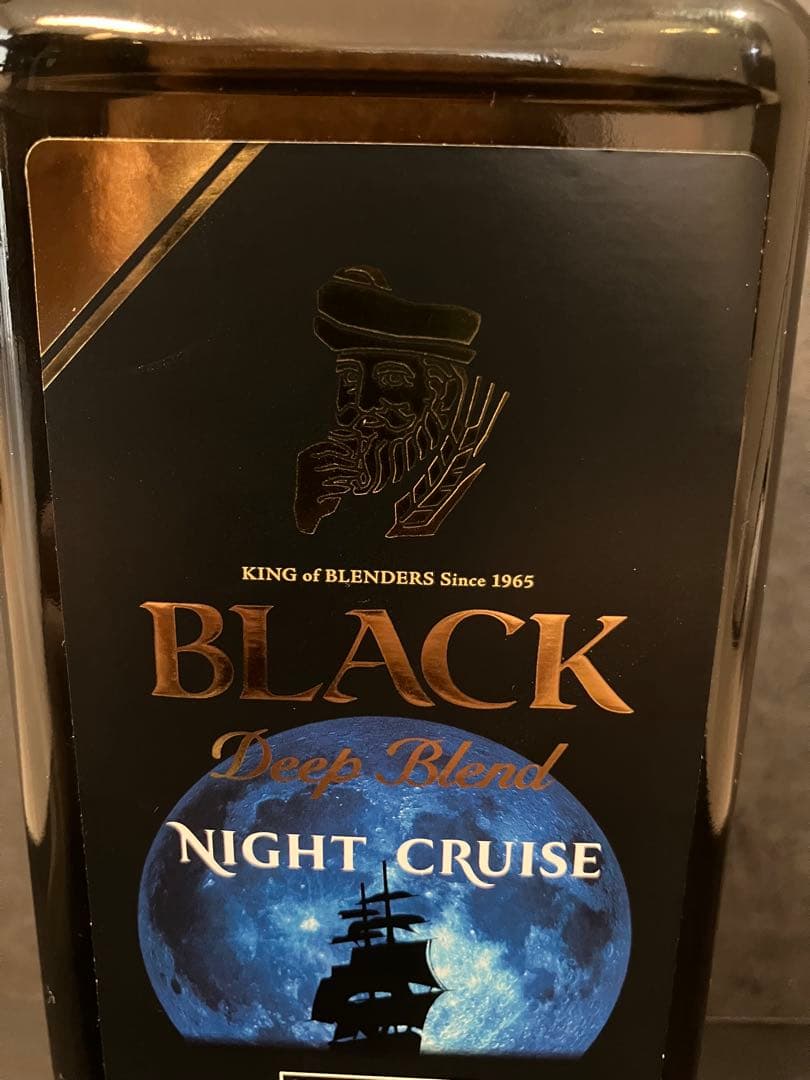 KING of BLENDERS Since 1965
BLACK
Deep Blend
NIGHT CRUISE